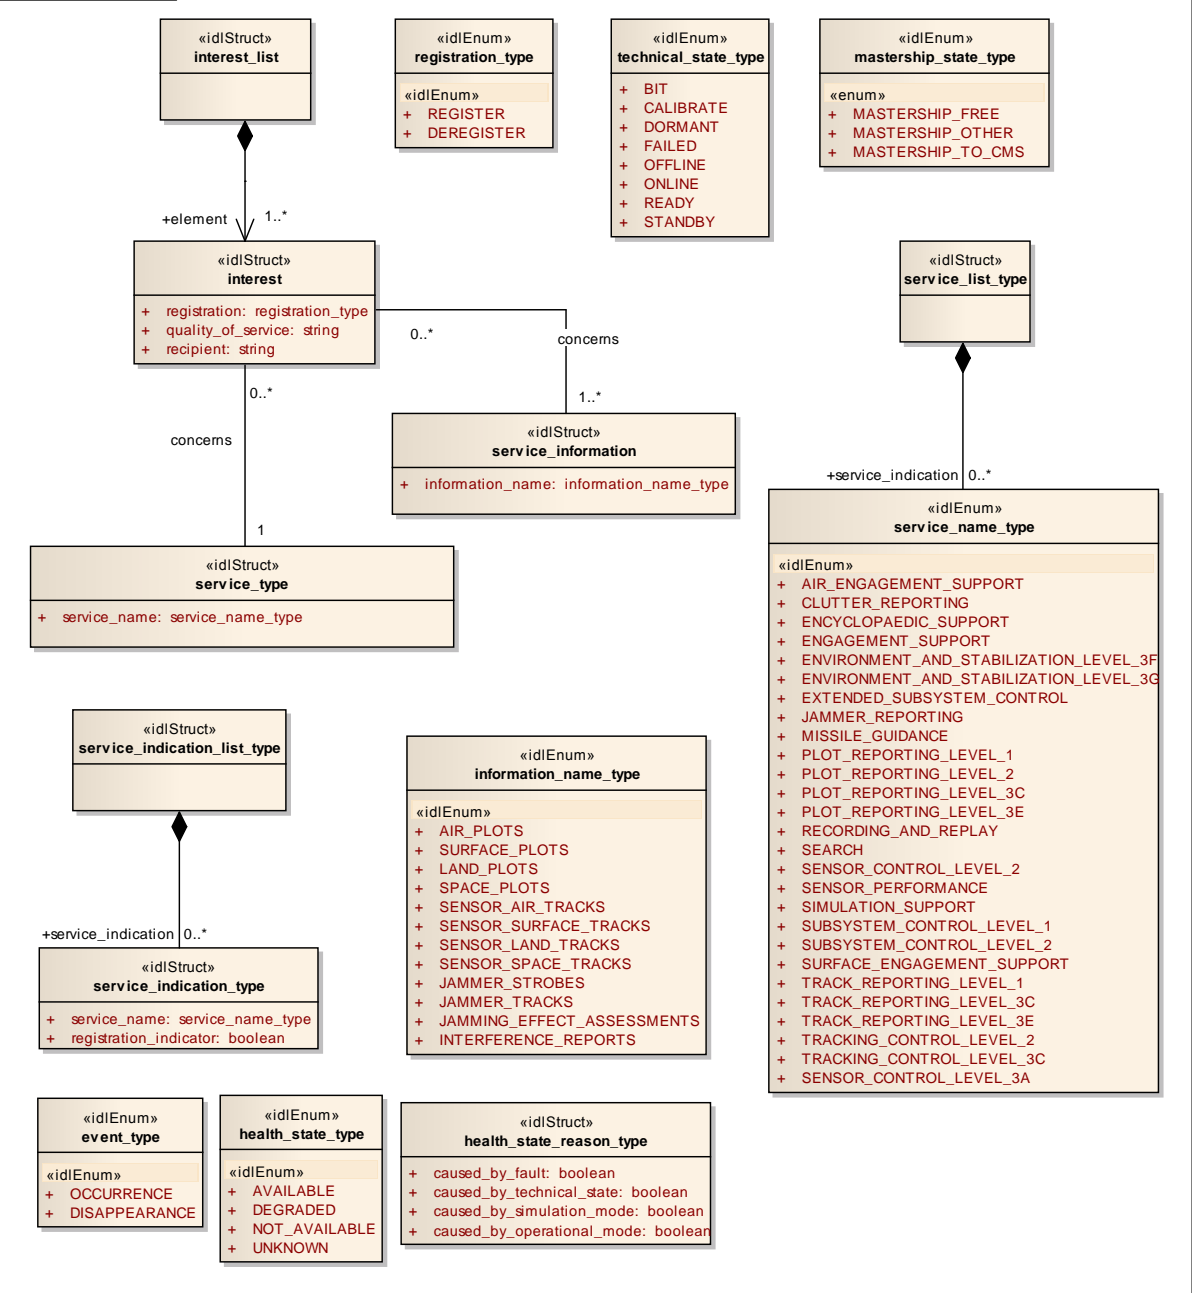 «idlStruct»
interest_list
«idlEnum»
registration_type
«idlEnum»
+ REGISTER
+ DEREGISTER
«idlEnum»
technical_state_type
+ BIT
+ CALIBRATE
+ DORMANT
+ FAILED
+ OFFLINE
+ ONLINE
+ READY
+ STANDBY
«idlEnum»
mastership_state_type
«enum»
+ MASTERSHIP_FREE
+ MASTERSHIP_OTHER
+ MASTERSHIP_TO_CMS
+element 1..*
«idlStruct»
interest
+ registration: registration_type
+ quality_of_service: string
+ recipient: string
0..*
concerns
1..*
0..*
concerns
1
«idlStruct»
service_information
+ information_name: information_name_type
«idlStruct»
service_type
+ service_name: service_name_type
«idlStruct»
service_list_type
+service_indication 0..*
«idlEnum»
service_name_type
«idlEnum»
+ AIR_ENGAGEMENT_SUPPORT
+ CLUTTER_REPORTING
+ ENCYCLOPAEDIC_SUPPORT
+ ENGAGEMENT_SUPPORT
+ ENVIRONMENT_AND_STABILIZATION_LEVEL_3F
+ ENVIRONMENT_AND_STABILIZATION_LEVEL_3G
+ EXTENDED_SUBSYSTEM_CONTROL
+ JAMMER_REPORTING
+ MISSILE_GUIDANCE
+ PLOT_REPORTING_LEVEL_1
+ PLOT_REPORTING_LEVEL_2
+ PLOT_REPORTING_LEVEL_3C
+ PLOT_REPORTING_LEVEL_3E
+ RECORDING_AND_REPLAY
+ SEARCH
+ SENSOR_CONTROL_LEVEL_2
+ SENSOR_PERFORMANCE
+ SIMULATION_SUPPORT
+ SUBSYSTEM_CONTROL_LEVEL_1
+ SUBSYSTEM_CONTROL_LEVEL_2
+ SURFACE_ENGAGEMENT_SUPPORT
+ TRACK_REPORTING_LEVEL_1
+ TRACK_REPORTING_LEVEL_3C
+ TRACK_REPORTING_LEVEL_3E
+ TRACKING_CONTROL_LEVEL_2
+ TRACKING_CONTROL_LEVEL_3C
+ SENSOR_CONTROL_LEVEL_3A
«idlStruct»
service_indication_list_type
+service_indication 0..*
«idlStruct»
service_indication_type
+ service_name: service_name_type
+ registration_indicator: boolean
«idlEnum»
information_name_type
«idlEnum»
+ AIR_PLOTS
+ SURFACE_PLOTS
+ LAND_PLOTS
+ SPACE_PLOTS
+ SENSOR_AIR_TRACKS
+ SENSOR_SURFACE_TRACKS
+ SENSOR_LAND_TRACKS
+ SENSOR_SPACE_TRACKS
+ JAMMER_STROBES
+ JAMMER_TRACKS
+ JAMMING_EFFECT_ASSESSMENTS
+ INTERFERENCE_REPORTS
«idlEnum»
event_type
«idlEnum»
+ OCCURRENCE
+ DISAPPEARANCE
«idlEnum»
health_state_type
«idlEnum»
+ AVAILABLE
+ DEGRADED
+ NOT_AVAILABLE
+ UNKNOWN
«idlStruct»
health_state_reason_type
+ caused_by_fault: boolean
+ caused_by_technical_state: boolean
+ caused_by_simulation_mode: boolean
+ caused_by_operational_mode: boolean